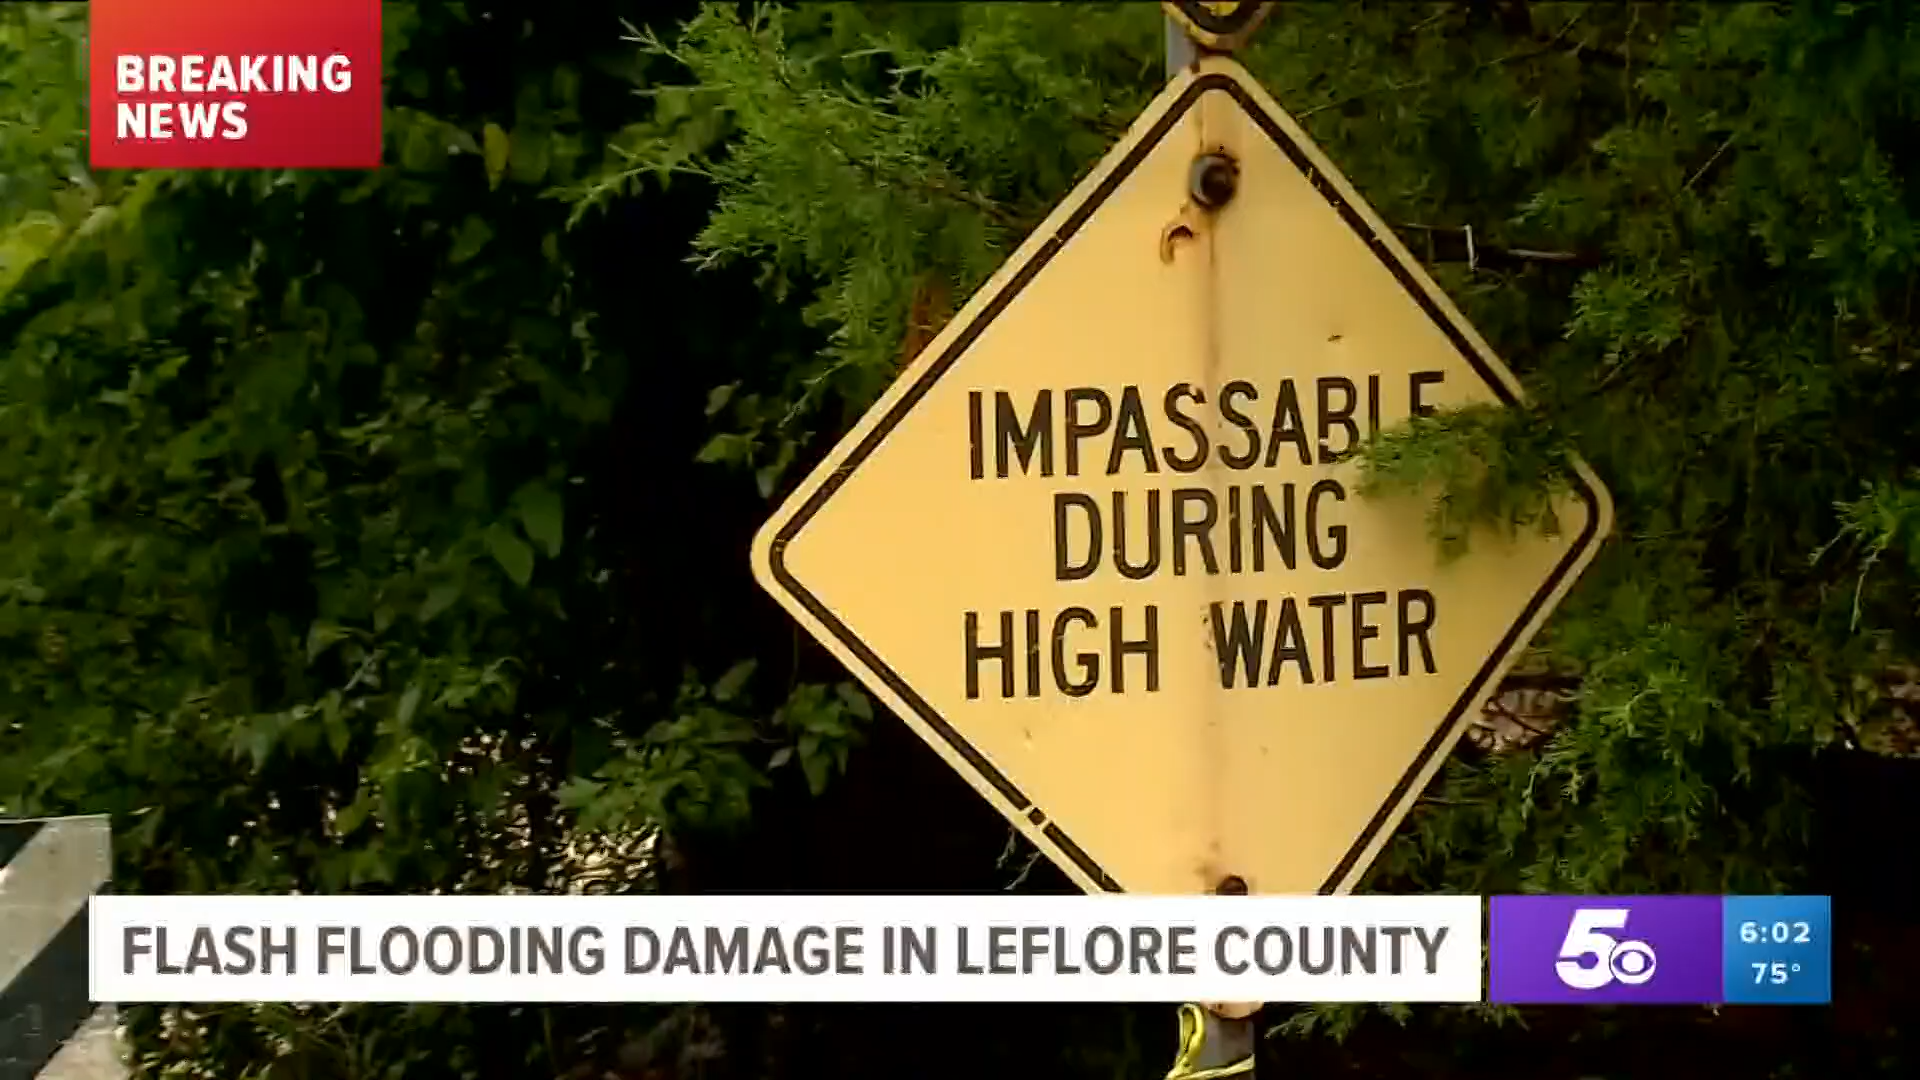 BREAKING
NEWS
IMPASSABLE
DURING
HIGH WATER
FLASH FLOODING DAMAGE IN LEFLORE COUNTY
5
6:02
75°